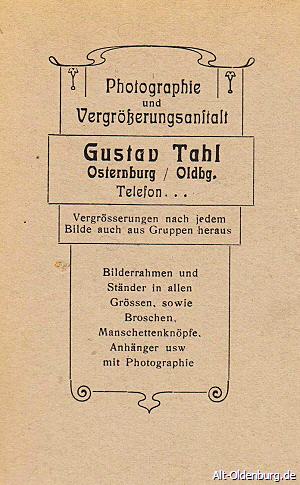 Photographie
und
Vergrößerungsanstalt
Gustav Tahl
Osternburg / Oldbg.
Telefon...
Vergrösserungen nach jedem
Bilde auch aus Gruppen heraus
Bilderrahmen und
Ständer in allen
Grössen, sowie
Broschen,
Manschettenknöpfe,
Anhänger usw
mit Photographie
Alt-Oldenburg.de